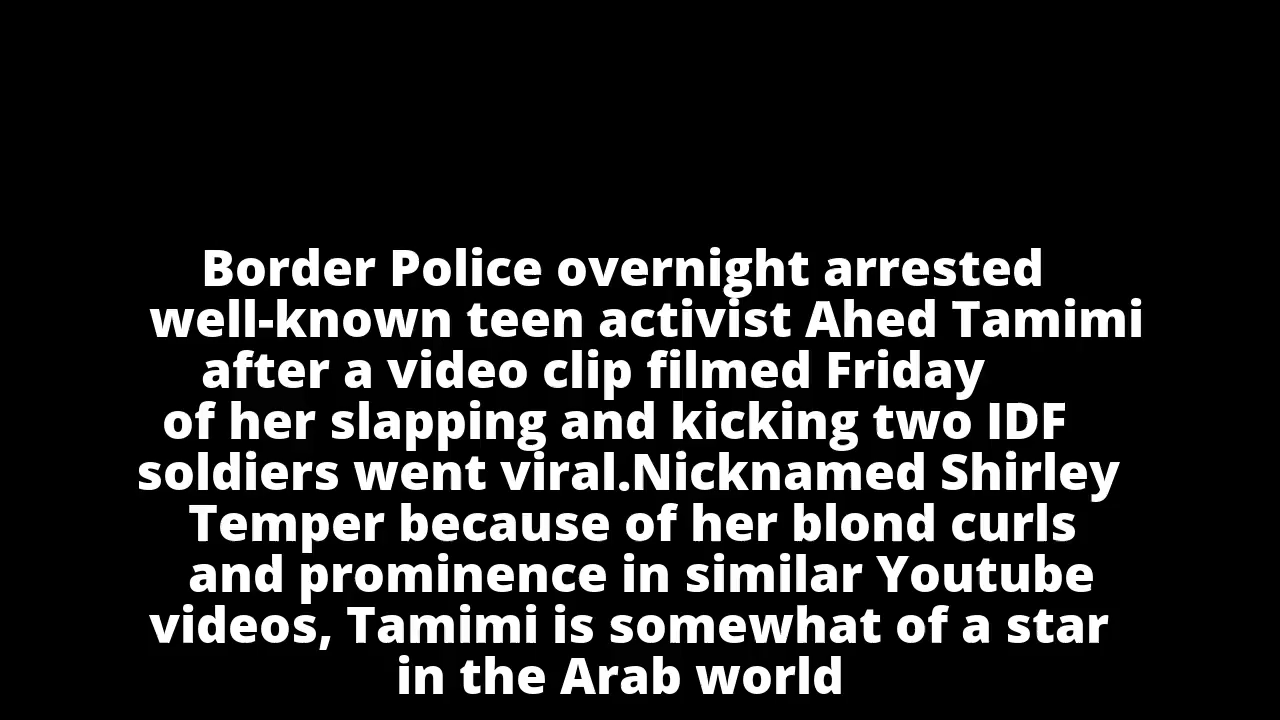 Border Police overnight arrested
well-known teen activist Ahed Tamimi
after a video clip filmed Friday
of her slapping and kicking two IDF
soldiers went viral.Nicknamed Shirley
Temper because of her blond curls
and prominence in similar Youtube
videos, Tamimi is somewhat of a star
in the Arab world